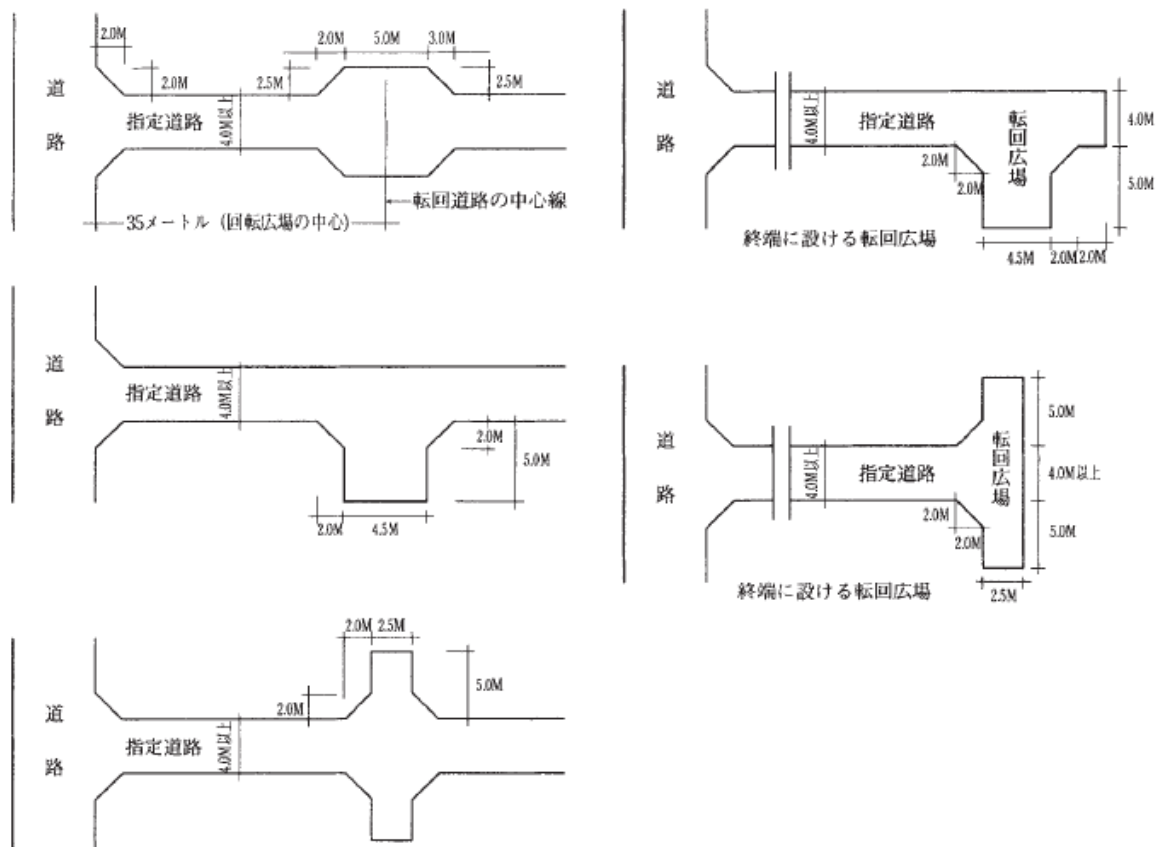 2.0M
2.0M 5.0M 3.0M
2.0M
2.5M
2.5M
道路
指定道路
4.0M以上
転回道路の中心線
35メートル (回転広場の中心)
道路
指定道路
4.0M以上
転回広場
4.0M
5.0M
2.0M
2.0M
終端に設ける転回広場
4.5M 2.0M 2.0M
道路
指定道路
4.0M以上
2.0M
5.0M
2.0M 4.5M
道路
指定道路
4.0M以上
転回広場
5.0M
4.0M以上
5.0M
2.0M
2.0M
終端に設ける転回広場
2.5M
2.0M 2.5M
5.0M
2.0M
道路
指定道路
4.0M以上